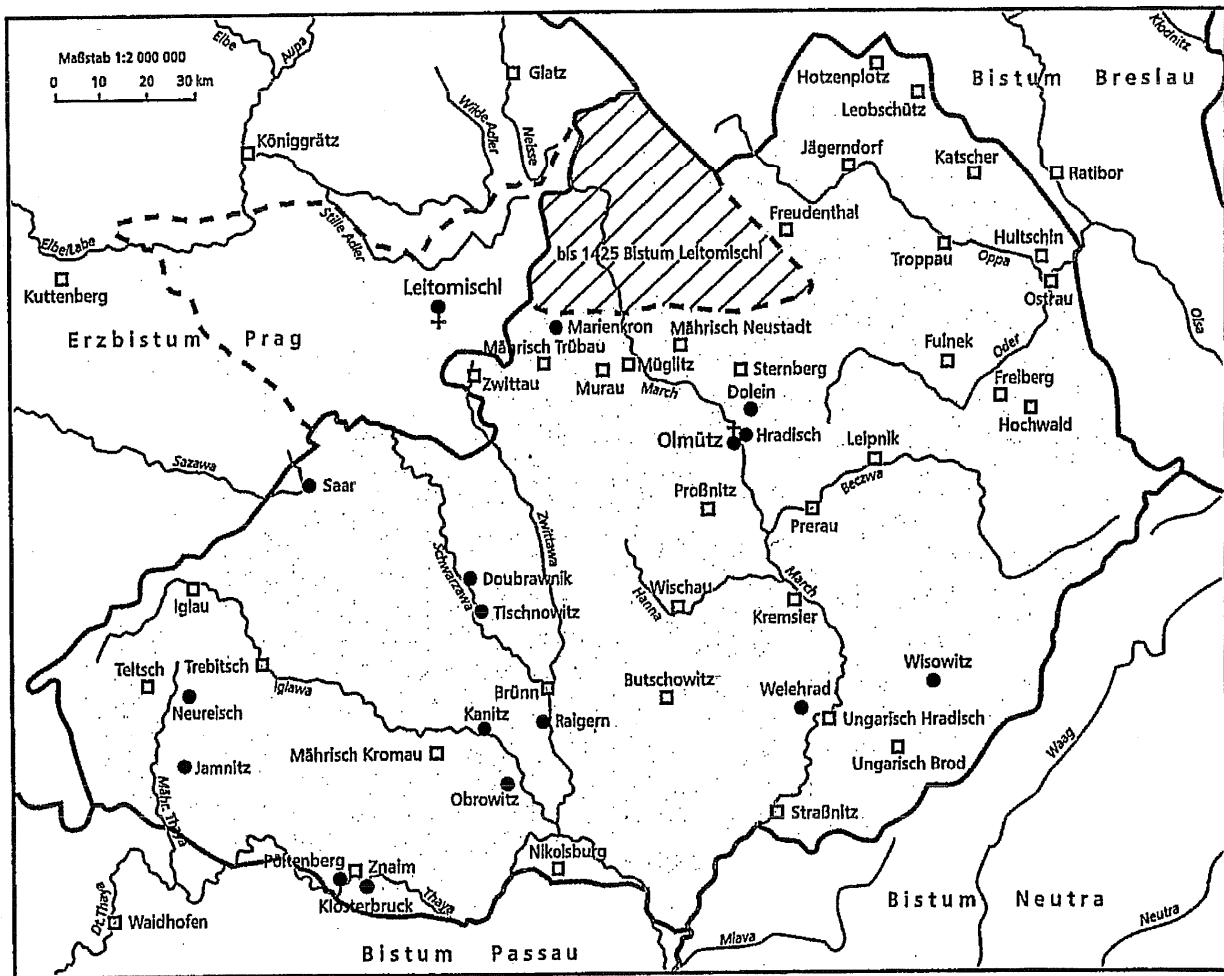 Maßstab 1:2 000 000
0 10 20 30 km
Elbe
Aupa
Glatz
Wilde-Adler
Neisse
Königgrätz
Stille-Adler
Elbe/Labe
Kuttenberg
Leitomischl
Erzbistum Prag
bis 1425 Bistum Leitomischl
Hotzenplotz
Leobschütz
Bistum Breslau
Kłodnitz
Jägerndorf
Katscher
Ratibor
Freudenthal
Troppau
Oppa
Hultschin
Ostrau
Olsa
Marienkron
Mährisch Neustadt
Mährisch Trübau
Müglitz
Zwittau
Murau
March
Sternberg
Dolein
Fulnek
Oder
Freiberg
Hochwald
Olmütz
Hradisch
Leipnik
Beczwa
Sazawa
Saar
Proßnitz
Prerau
Zwittawa
Schwarzawa
Doubrawnik
Tischnowitz
Hanna
Wischau
March
Kremsier
Iglau
Teltsch
Trebitsch
Iglawa
Neureisch
Brünn
Butschowitz
Wisowitz
Welehrad
Kanitz
Raigern
Ungarisch Hradisch
Ungarisch Brod
Waag
Jamnitz
Mährisch Kromau
Obrowitz
Mähr. Thaya
Straßnitz
Pöltenberg
Znaim
Nikolsburg
Klosterbruck
Thaya
Dt. Thaya
Waidhofen
Bistum Passau
Bistum Neutra
Miava
Neutra